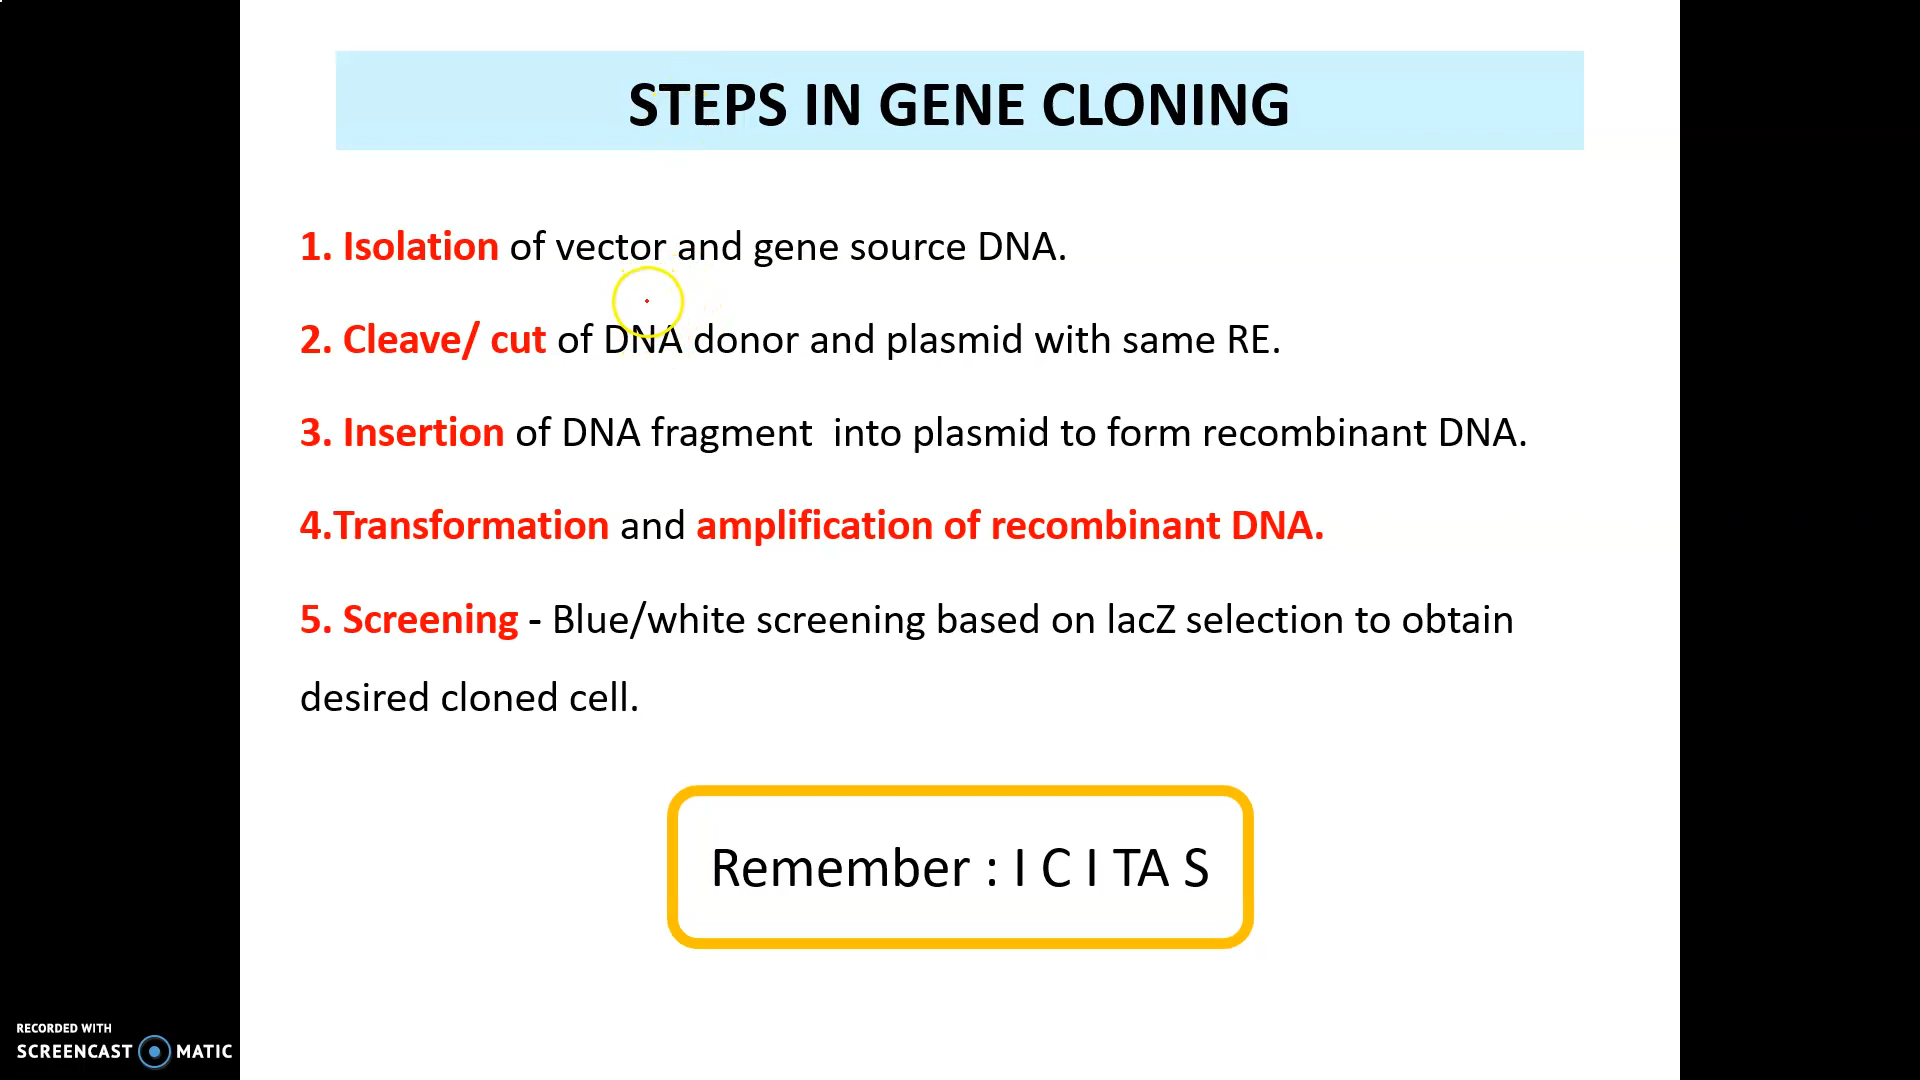 STEPS IN GENE CLONING
1. Isolation of vector and gene source DNA.
2. Cleave/ cut of DNA donor and plasmid with same RE.
3. Insertion of DNA fragment  into plasmid to form recombinant DNA.
4.Transformation and amplification of recombinant DNA.
5. Screening - Blue/white screening based on lacZ selection to obtain
desired cloned cell.
Remember : I C I TA S
RECORDED WITH
SCREENCAST MATIC